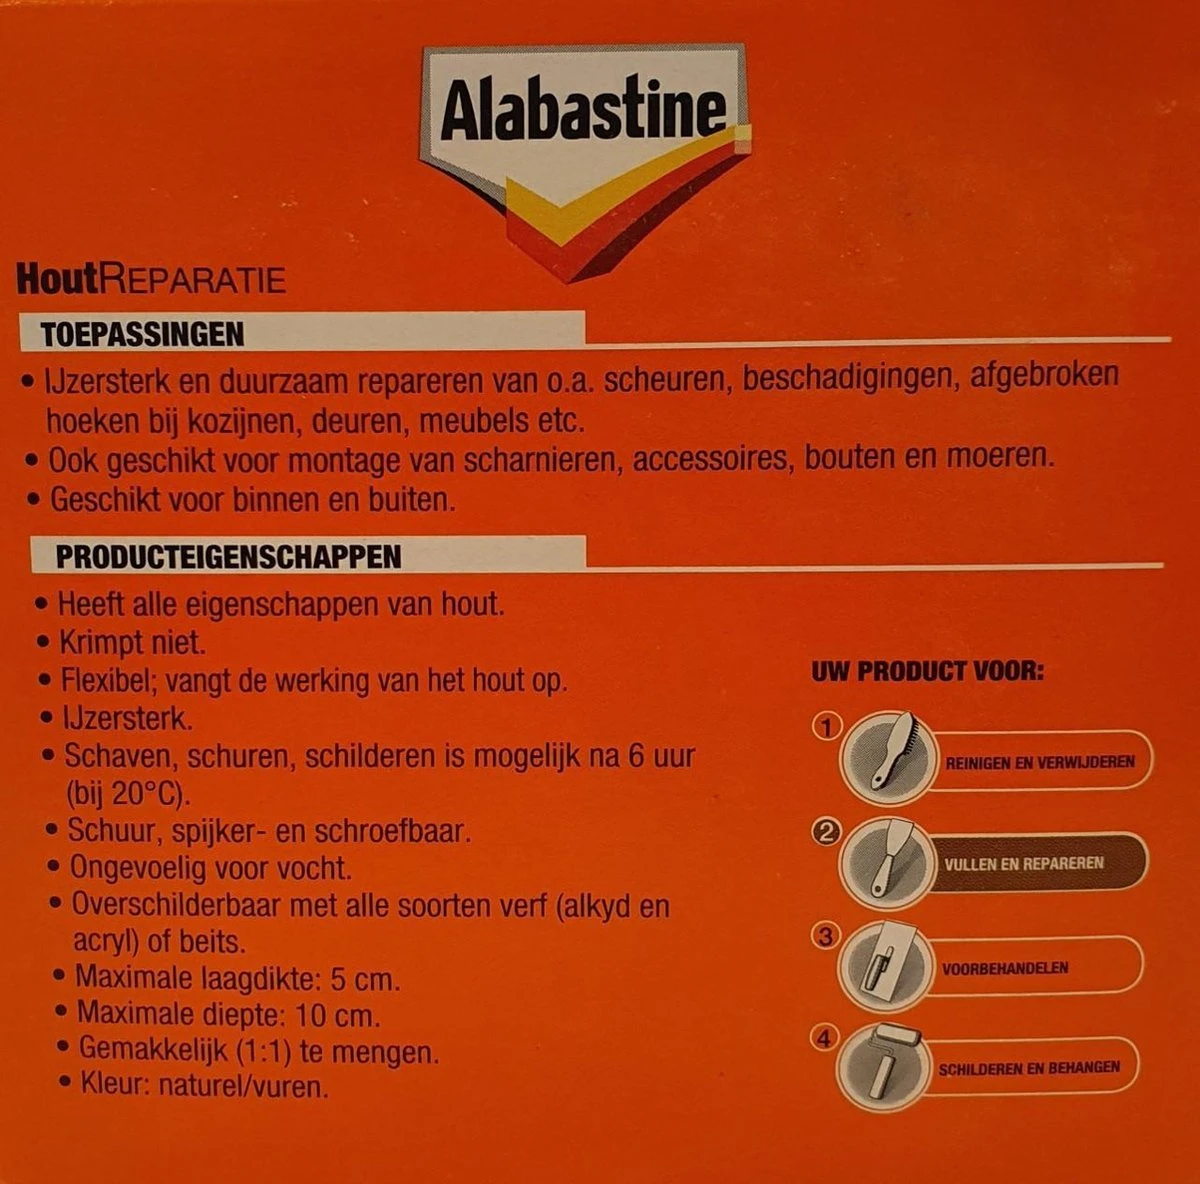 Alabastine
HoutREPARATIE
TOEPASSINGEN
• IJzersterk en duurzaam repareren van o.a. scheuren, beschadigingen, afgebroken
hoeken bij kozijnen, deuren, meubels etc.
• Ook geschikt voor montage van scharnieren, accessoires, bouten en moeren.
• Geschikt voor binnen en buiten.
PRODUCTEIGENSCHAPPEN
• Heeft alle eigenschappen van hout.
• Krimpt niet.
• Flexibel; vangt de werking van het hout op.
• IJzersterk.
• Schaven, schuren, schilderen is mogelijk na 6 uur
(bij 20°C).
• Schuur, spijker- en schroefbaar.
• Ongevoelig voor vocht.
• Overschilderbaar met alle soorten verf (alkyd en
acryl) of beits.
• Maximale laagdikte: 5 cm.
• Maximale diepte: 10 cm.
• Gemakkelijk (1:1) te mengen.
• Kleur: naturel/vuren.
UW PRODUCT VOOR:
1 REINIGEN EN VERWIJDEREN
2 VULLEN EN REPAREREN
3 VOORBEHANDELEN
4 SCHILDEREN EN BEHANGEN